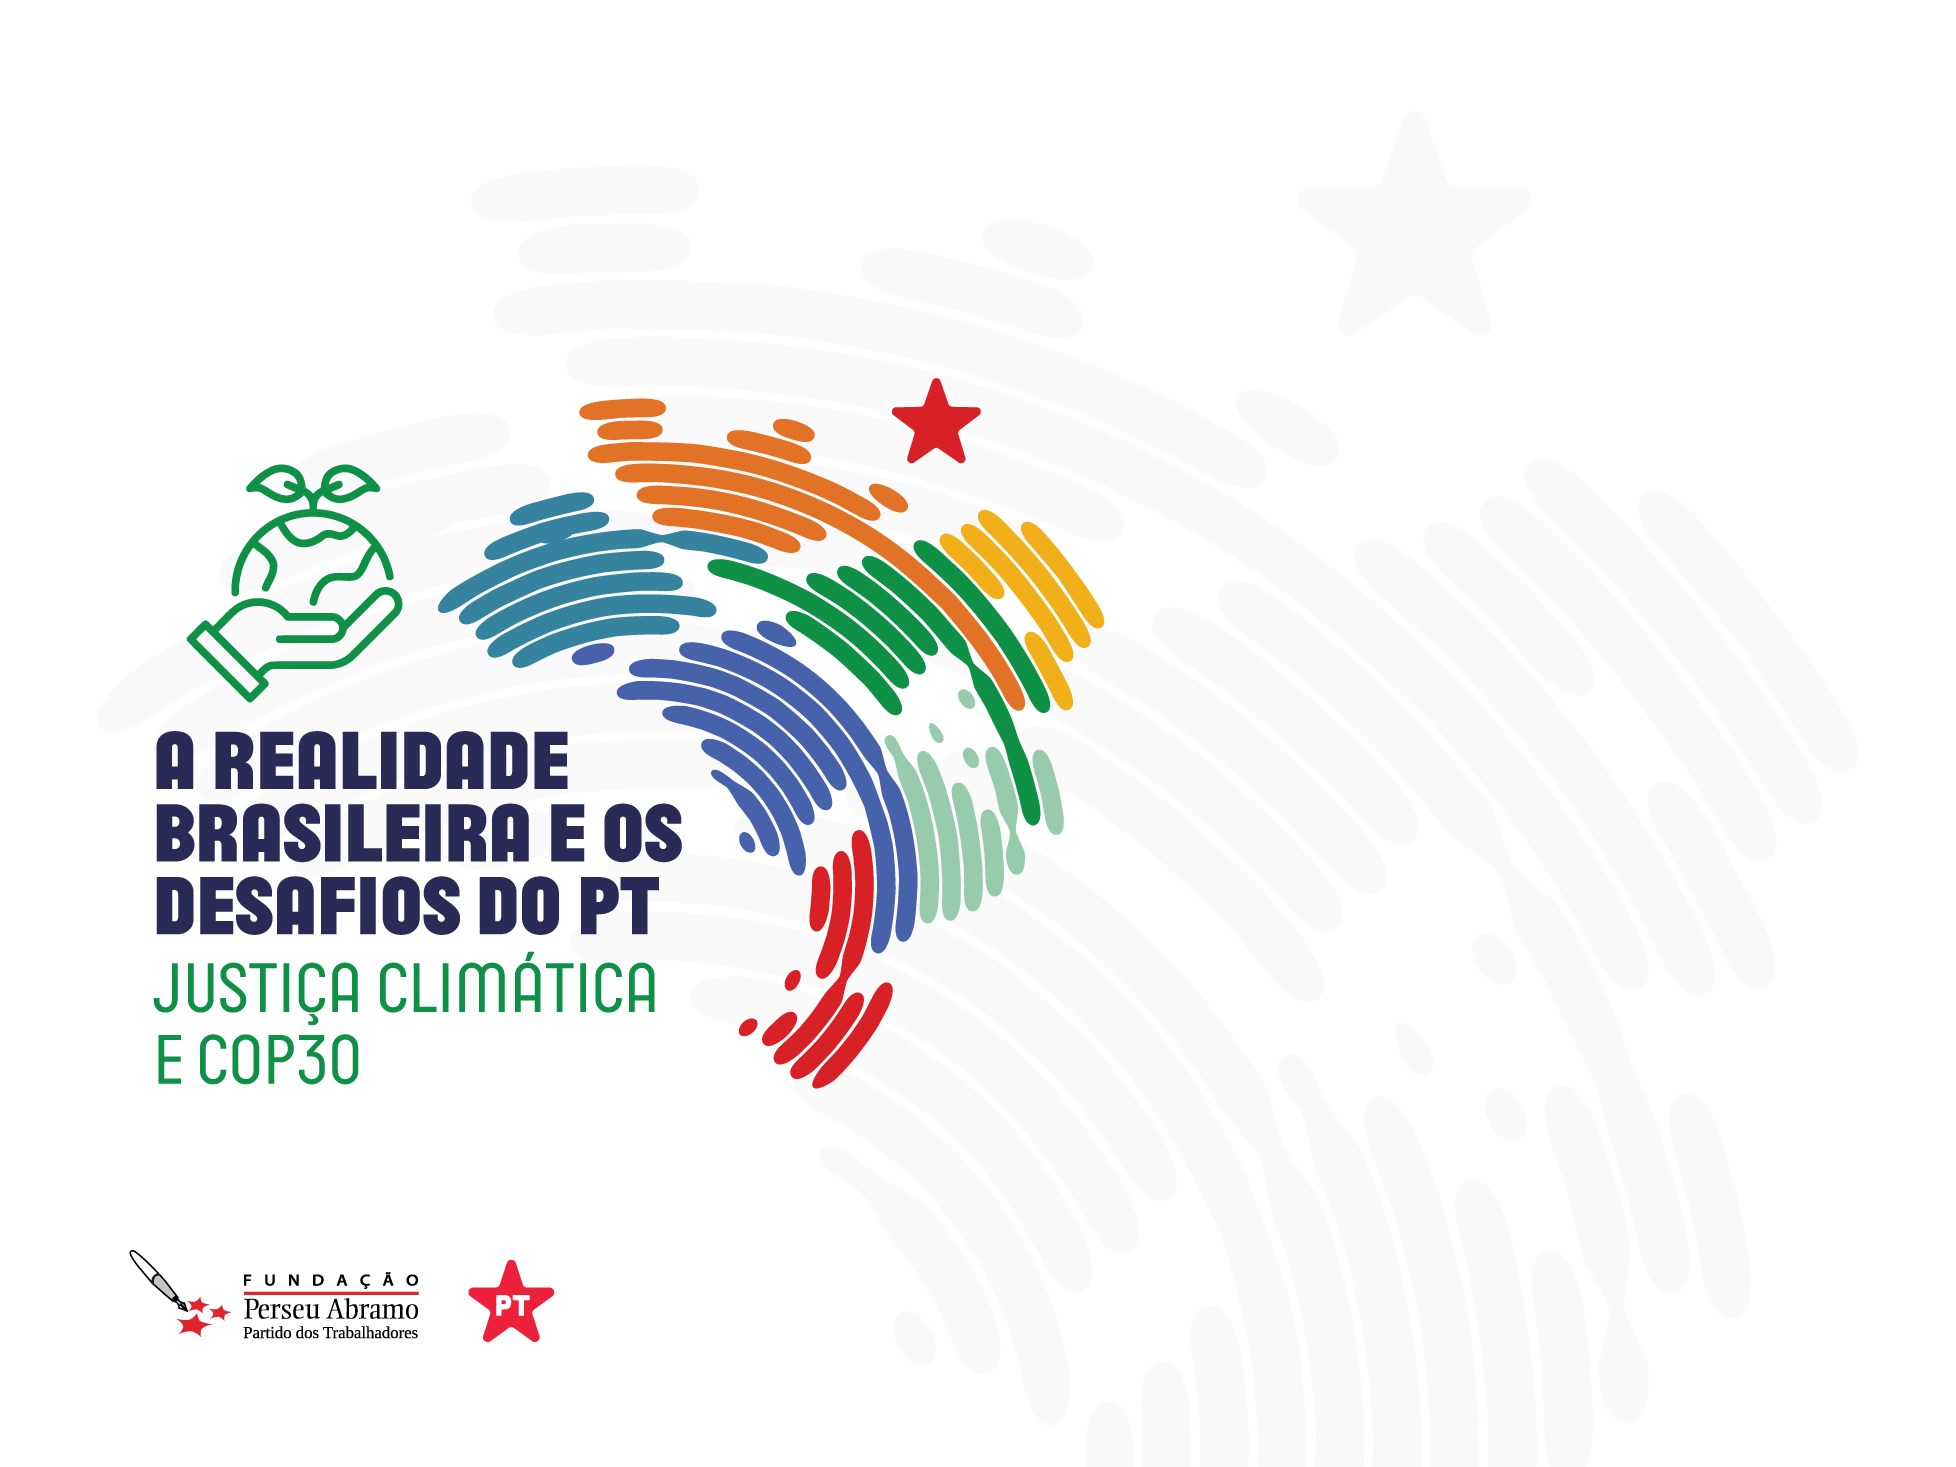 A REALIDADE
BRASILEIRA E OS
DESAFIOS DO PT
JUSTIÇA CLIMÁTICA
E COP30
FUNDAÇÃO
Perseu Abramo
Partido dos Trabalhadores
PT